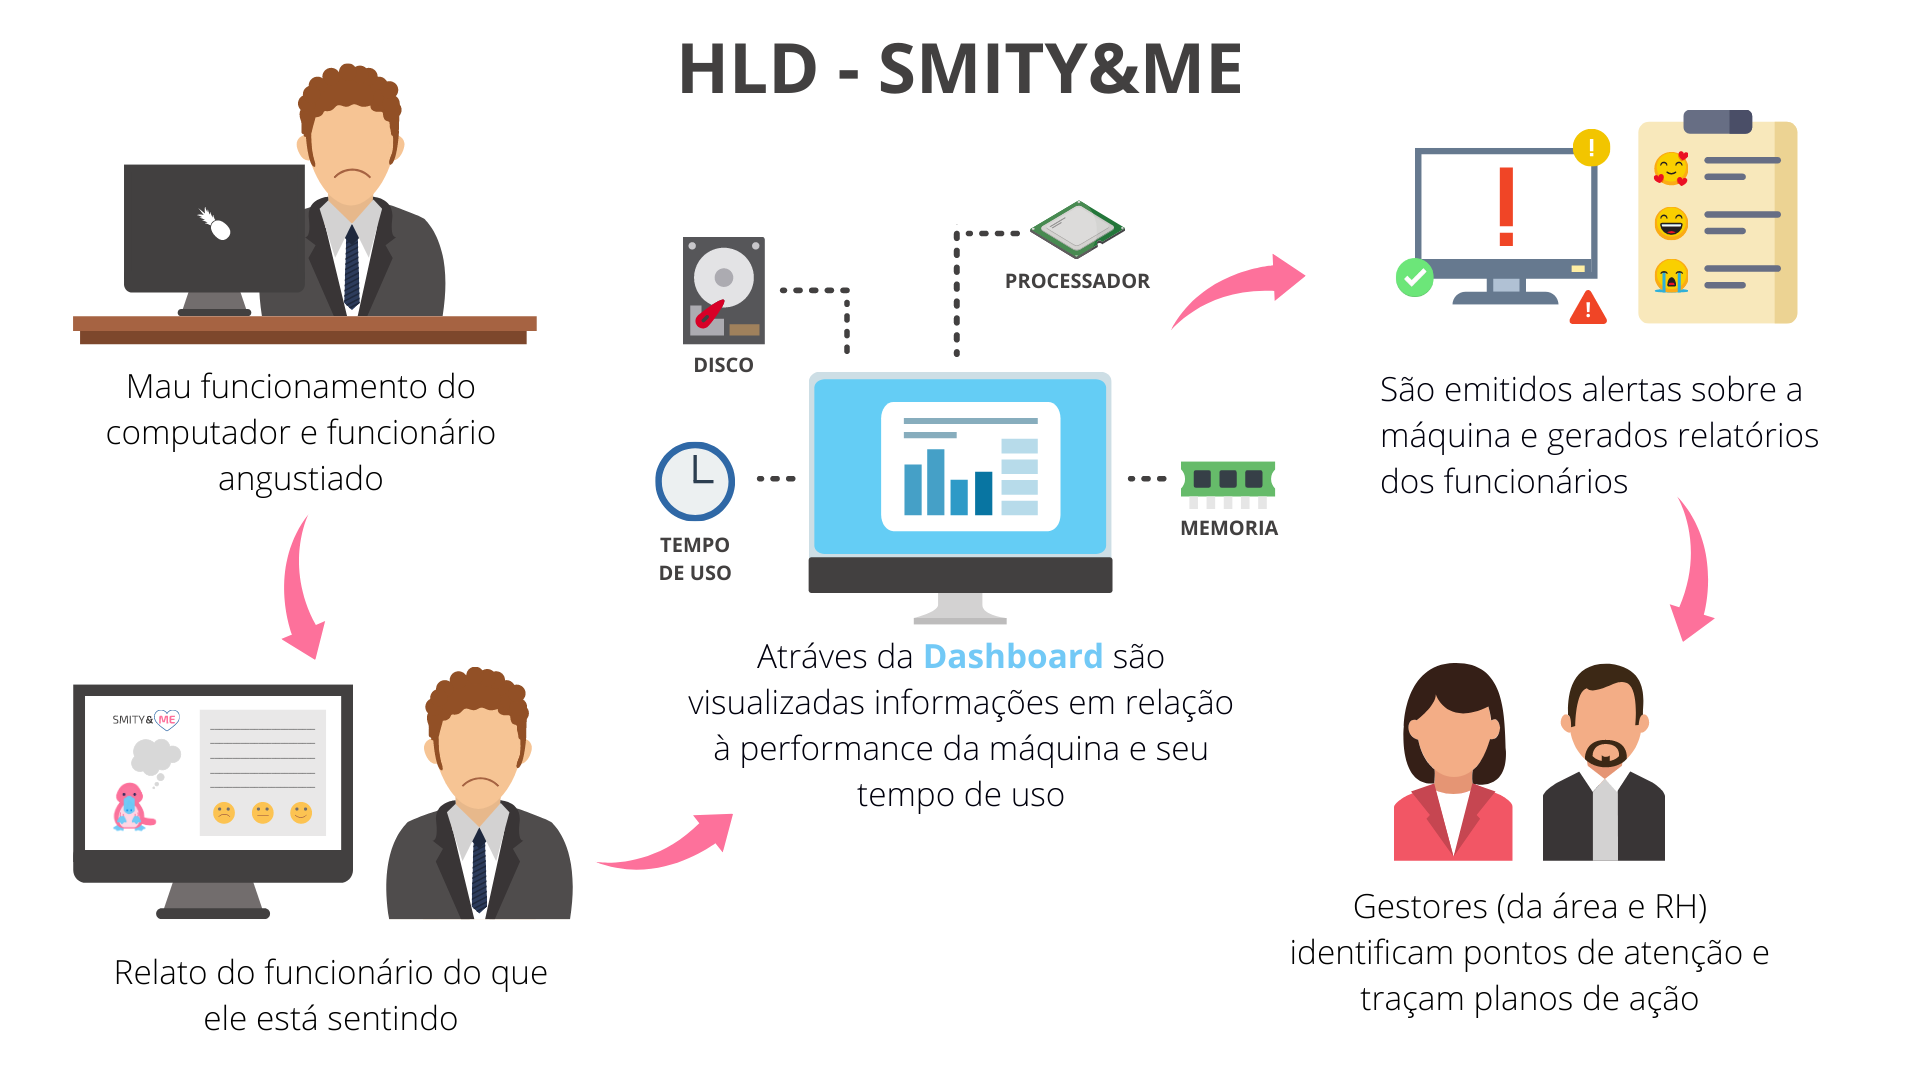 HLD - SMITY&ME
Mau funcionamento do
computador e funcionário
angustiado
SMITY& ME
Relato do funcionário do que
ele está sentindo
DISCO
PROCESSADOR
TEMPO
DE USO
MEMORIA
Atráves da Dashboard são
visualizadas informações em relação
à performance da máquina e seu
tempo de uso
São emitidos alertas sobre a
máquina e gerados relatórios
dos funcionários
Gestores (da área e RH)
identificam pontos de atenção e
traçam planos de ação